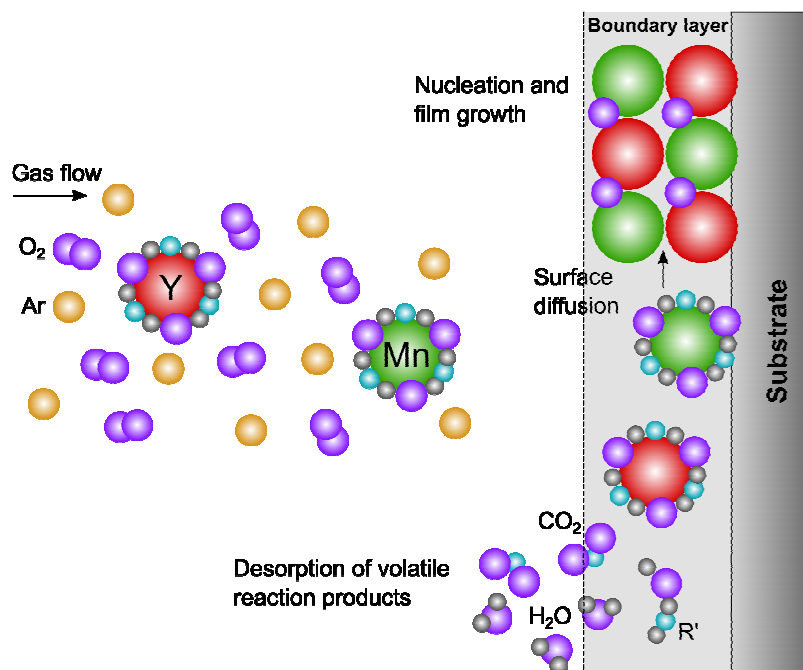 Boundary layer
Nucleation and
film growth
Gas flow
O₂
Y
Ar
Surface
diffusion
Mn
Substrate
CO₂
Desorption of volatile
reaction products
H₂O
R'